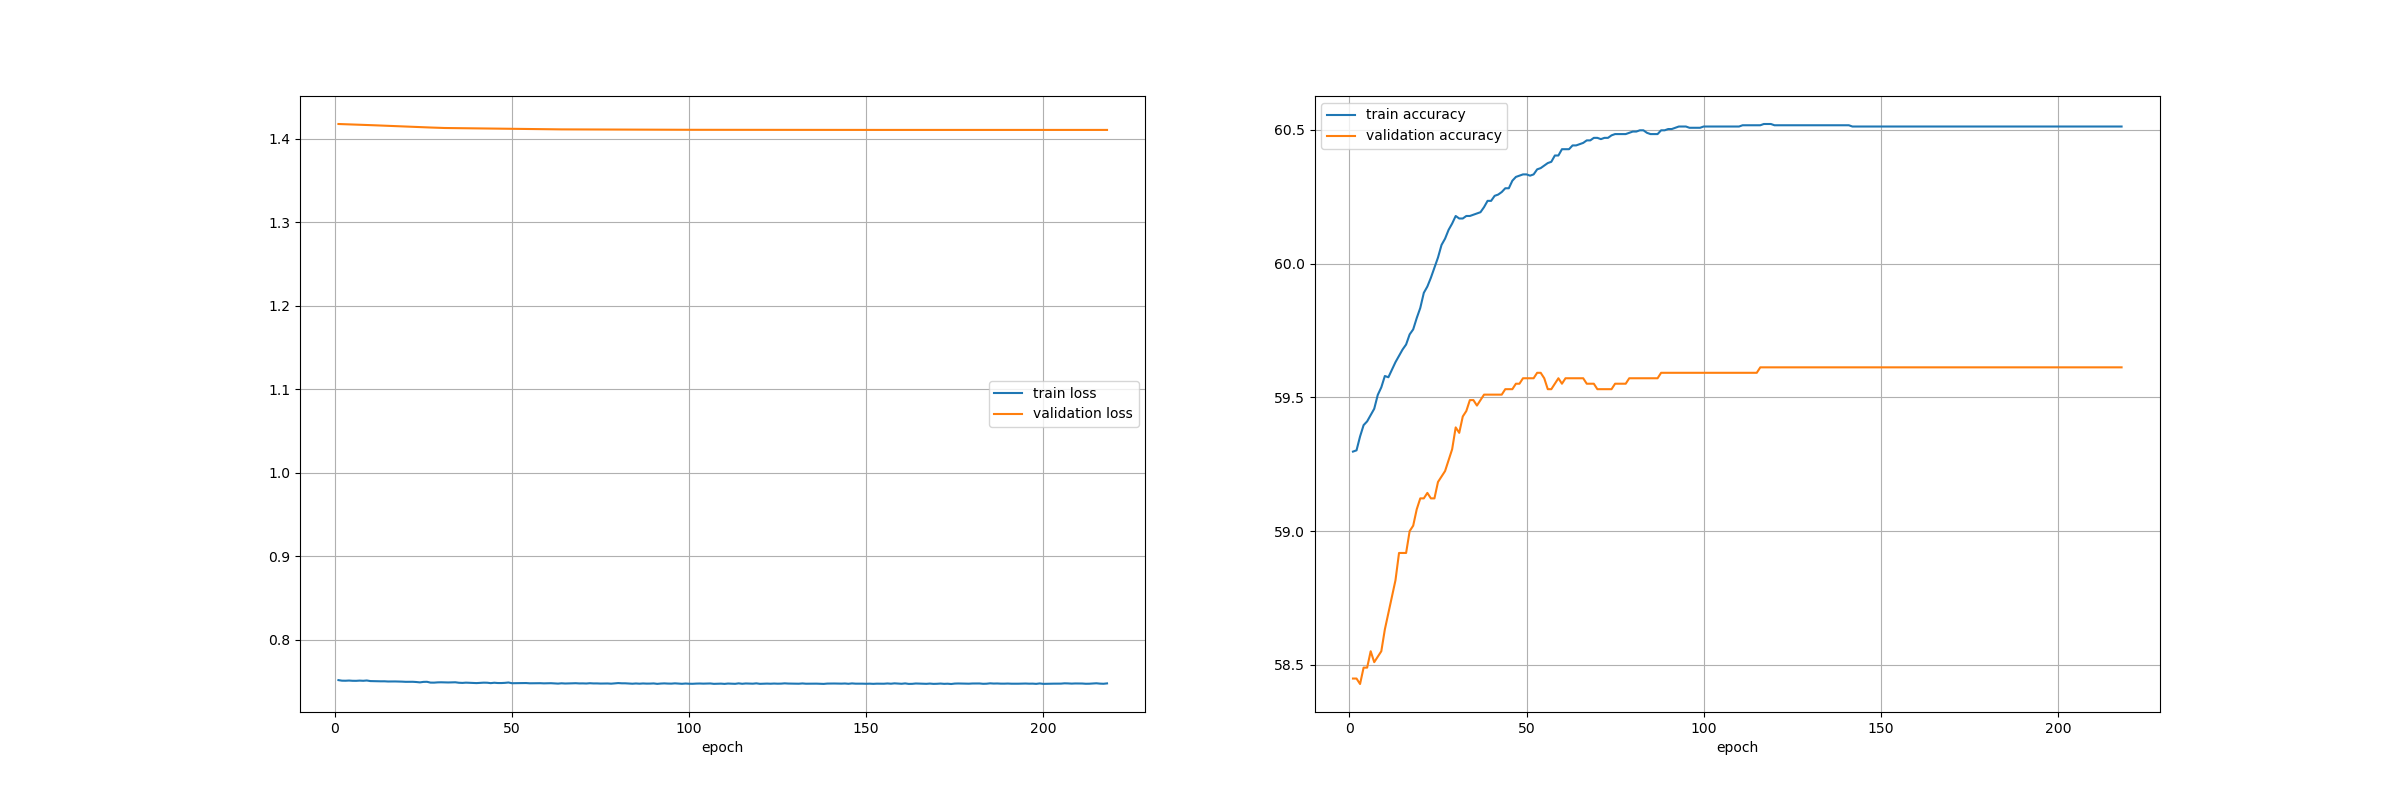 1.4
1.3
1.2
1.1
1.0
0.9
0.8
0 50 100 150 200
epoch
train loss
validation loss
60.5
60.0
59.5
59.0
58.5
0 50 100 150 200
epoch
train accuracy
validation accuracy